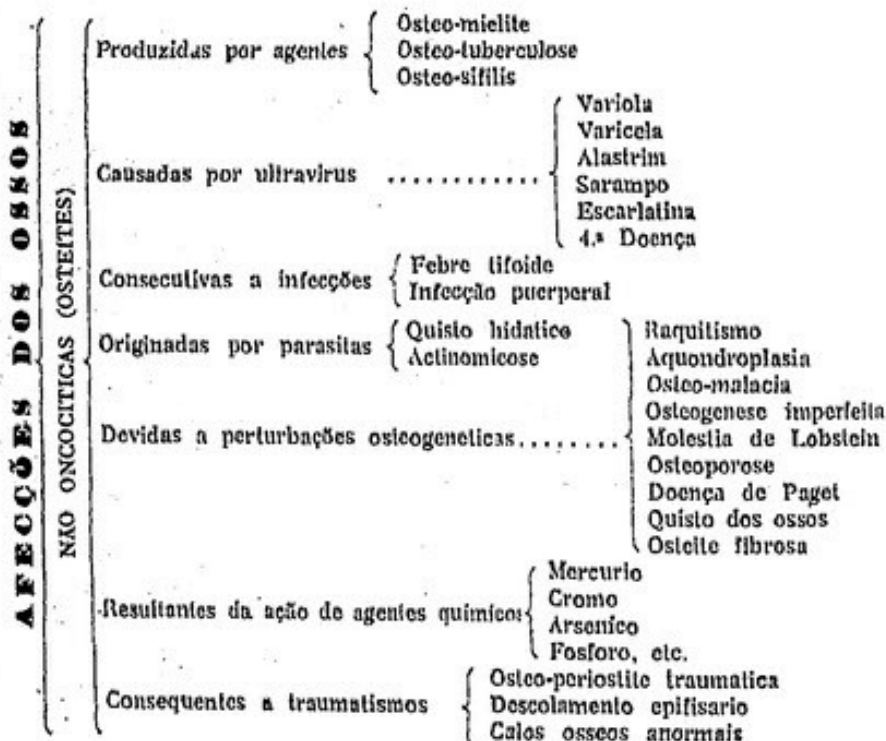 AFECÇÕES DOS OSSOS
NÃO ONCOCITICAS (OSTEITES)
Produzidas por agentes
Osteo-mielite
Osteo-tuberculose
Osteo-sifilis
Causadas por ultravirus ............
Variola
Varicela
Alastrim
Sarampo
Escarlatina
4.ª Doença
Consecutivas a infecções
Febre tifoide
Infecção puerperal
Originadas por parasitas
Quisto hidatico
Actinomicose
Devidas a perturbações osteogeneticas.......
Raquitismo
Aquondroplasia
Osteo-malacia
Osteogenese imperfeita
Molestia de Lobstein
Osteoporose
Doença de Paget
Quisto dos ossos
Osteite fibrosa
Resultantes da ação de agentes químicos
Mercurio
Cromo
Arsenico
Fosforo, etc.
Consequentes a traumatismos
Osteo-periostite traumatica
Descolamento epifisario
Calos osseos anormais